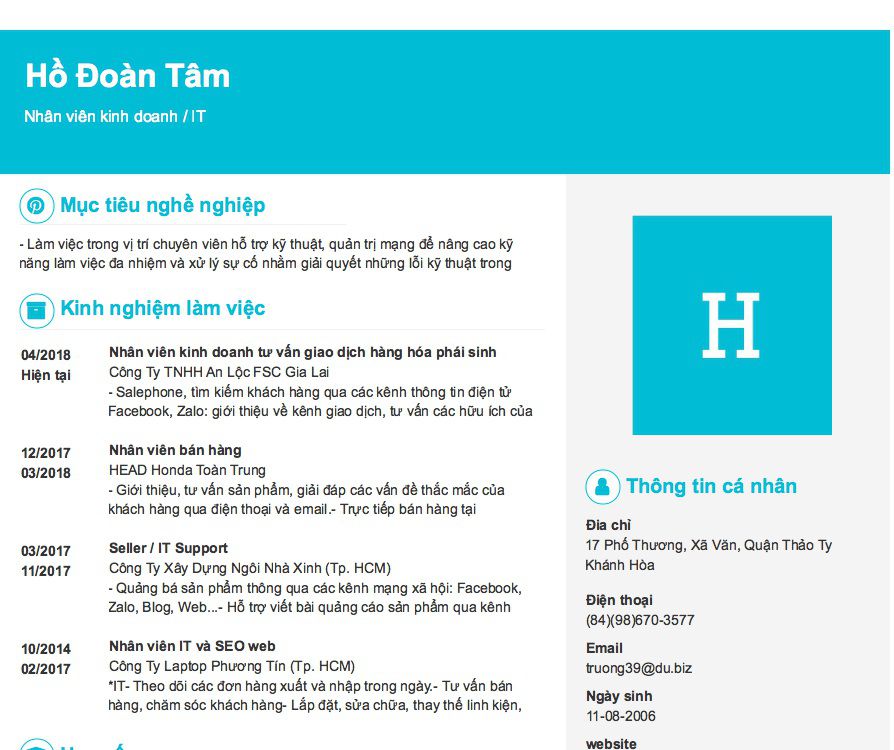 Hồ Đoàn Tâm
Nhân viên kinh doanh / IT
Mục tiêu nghề nghiệp
- Làm việc trong vị trí chuyên viên hỗ trợ kỹ thuật, quản trị mạng để nâng cao kỹ
năng làm việc đa nhiệm và xử lý sự cố nhằm giải quyết những lỗi kỹ thuật trong
Kinh nghiệm làm việc
04/2018
Hiện tại
Nhân viên kinh doanh tư vấn giao dịch hàng hóa phái sinh
Công Ty TNHH An Lộc FSC Gia Lai
- Salephone, tìm kiếm khách hàng qua các kênh thông tin điện tử
Facebook, Zalo: giới thiệu về kênh giao dịch, tư vấn các hữu ích của
12/2017
03/2018
Nhân viên bán hàng
HEAD Honda Toàn Trung
- Giới thiệu, tư vấn sản phẩm, giải đáp các vấn đề thắc mắc của
khách hàng qua điện thoại và email.- Trực tiếp bán hàng tại
03/2017
11/2017
Seller / IT Support
Công Ty Xây Dựng Ngôi Nhà Xinh (Tp. HCM)
- Quảng bá sản phẩm thông qua các kênh mạng xã hội: Facebook,
Zalo, Blog, Web...- Hỗ trợ viết bài quảng cáo sản phẩm qua kênh
10/2014
02/2017
Nhân viên IT và SEO web
Công Ty Laptop Phương Tín (Tp. HCM)
*IT- Theo dõi các đơn hàng xuất và nhập trong ngày.- Tư vấn bán
hàng, chăm sóc khách hàng- Lắp đặt, sửa chữa, thay thế linh kiện,
H
Thông tin cá nhân
Địa chỉ
17 Phố Thương, Xã Văn, Quận Thảo Ty
Khánh Hòa
Điện thoại
(84)(98)670-3577
Email
truong39@du.biz
Ngày sinh
11-08-2006
website